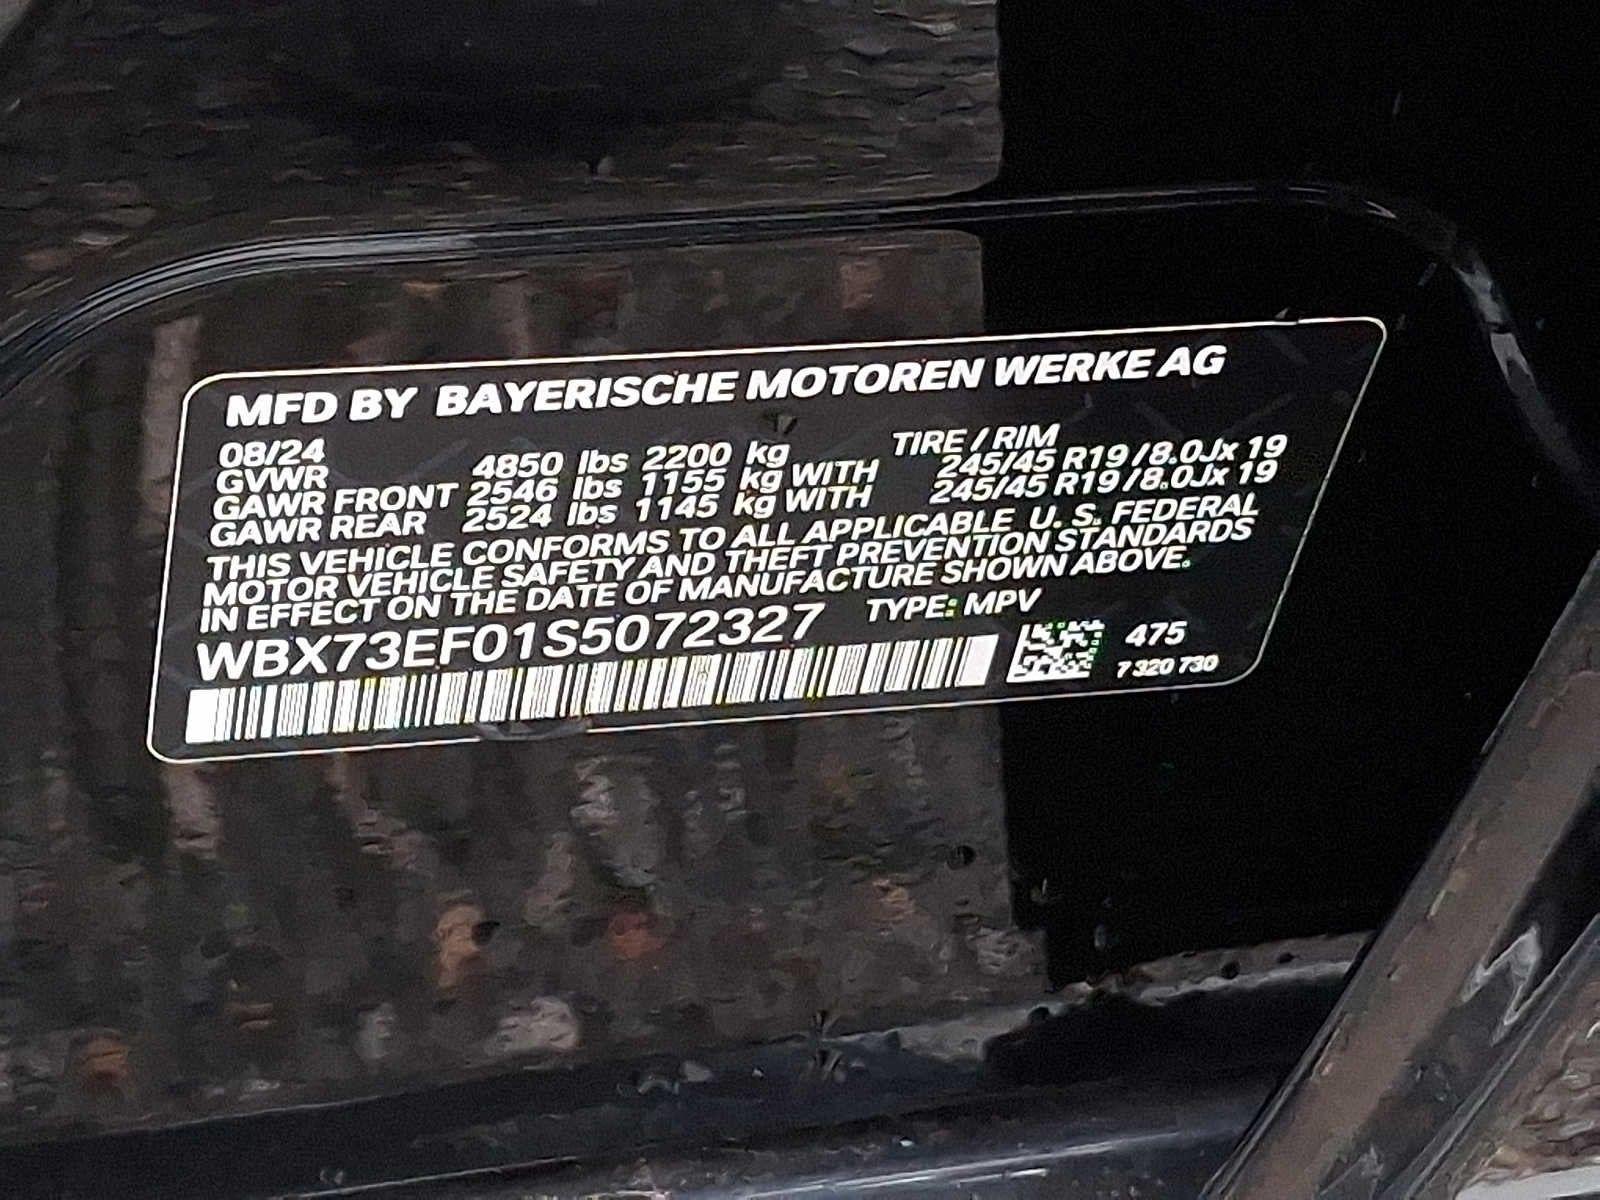 MFD BY BAYERISCHE MOTOREN WERKE AG
08/24 TIRE / RIM
GVWR 4850 lbs 2200 kg
GAWR FRONT 2546 lbs 1155 kg WITH 245/45 R19 / 8.0Jx 19
GAWR REAR 2524 lbs 1145 kg WITH 245/45 R19 / 8.0Jx 19
THIS VEHICLE CONFORMS TO ALL APPLICABLE U. S. FEDERAL
MOTOR VEHICLE SAFETY AND THEFT PREVENTION STANDARDS
IN EFFECT ON THE DATE OF MANUFACTURE SHOWN ABOVE.
WBX73EF01S5072327 TYPE: MPV
475
7 320 730